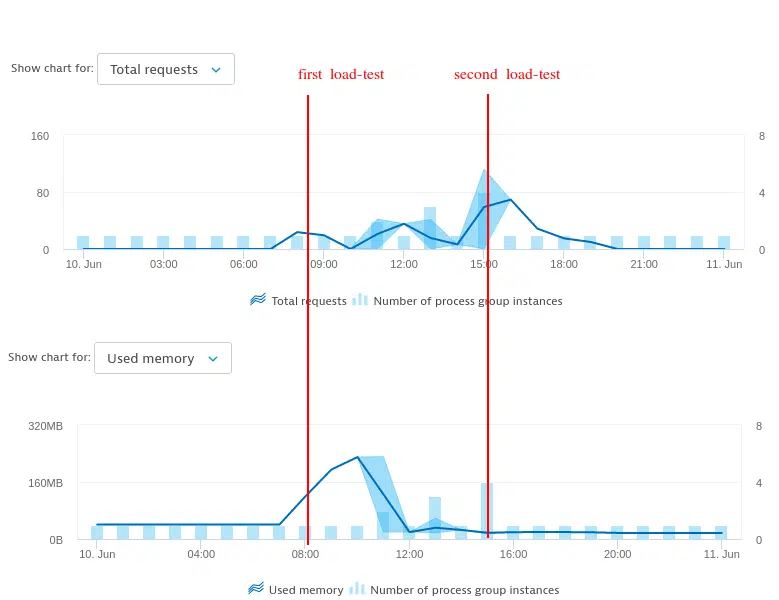 Show chart for: Total requests
first load-test
second load-test
160
8
80
4
0
0
10. Jun
03:00
06:00
09:00
12:00
15:00
18:00
21:00
11. Jun
Total requests
Number of process group instances
Show chart for: Used memory
320MB
8
160MB
4
0B
0
10. Jun
04:00
08:00
12:00
16:00
20:00
11. Jun
Used memory
Number of process group instances